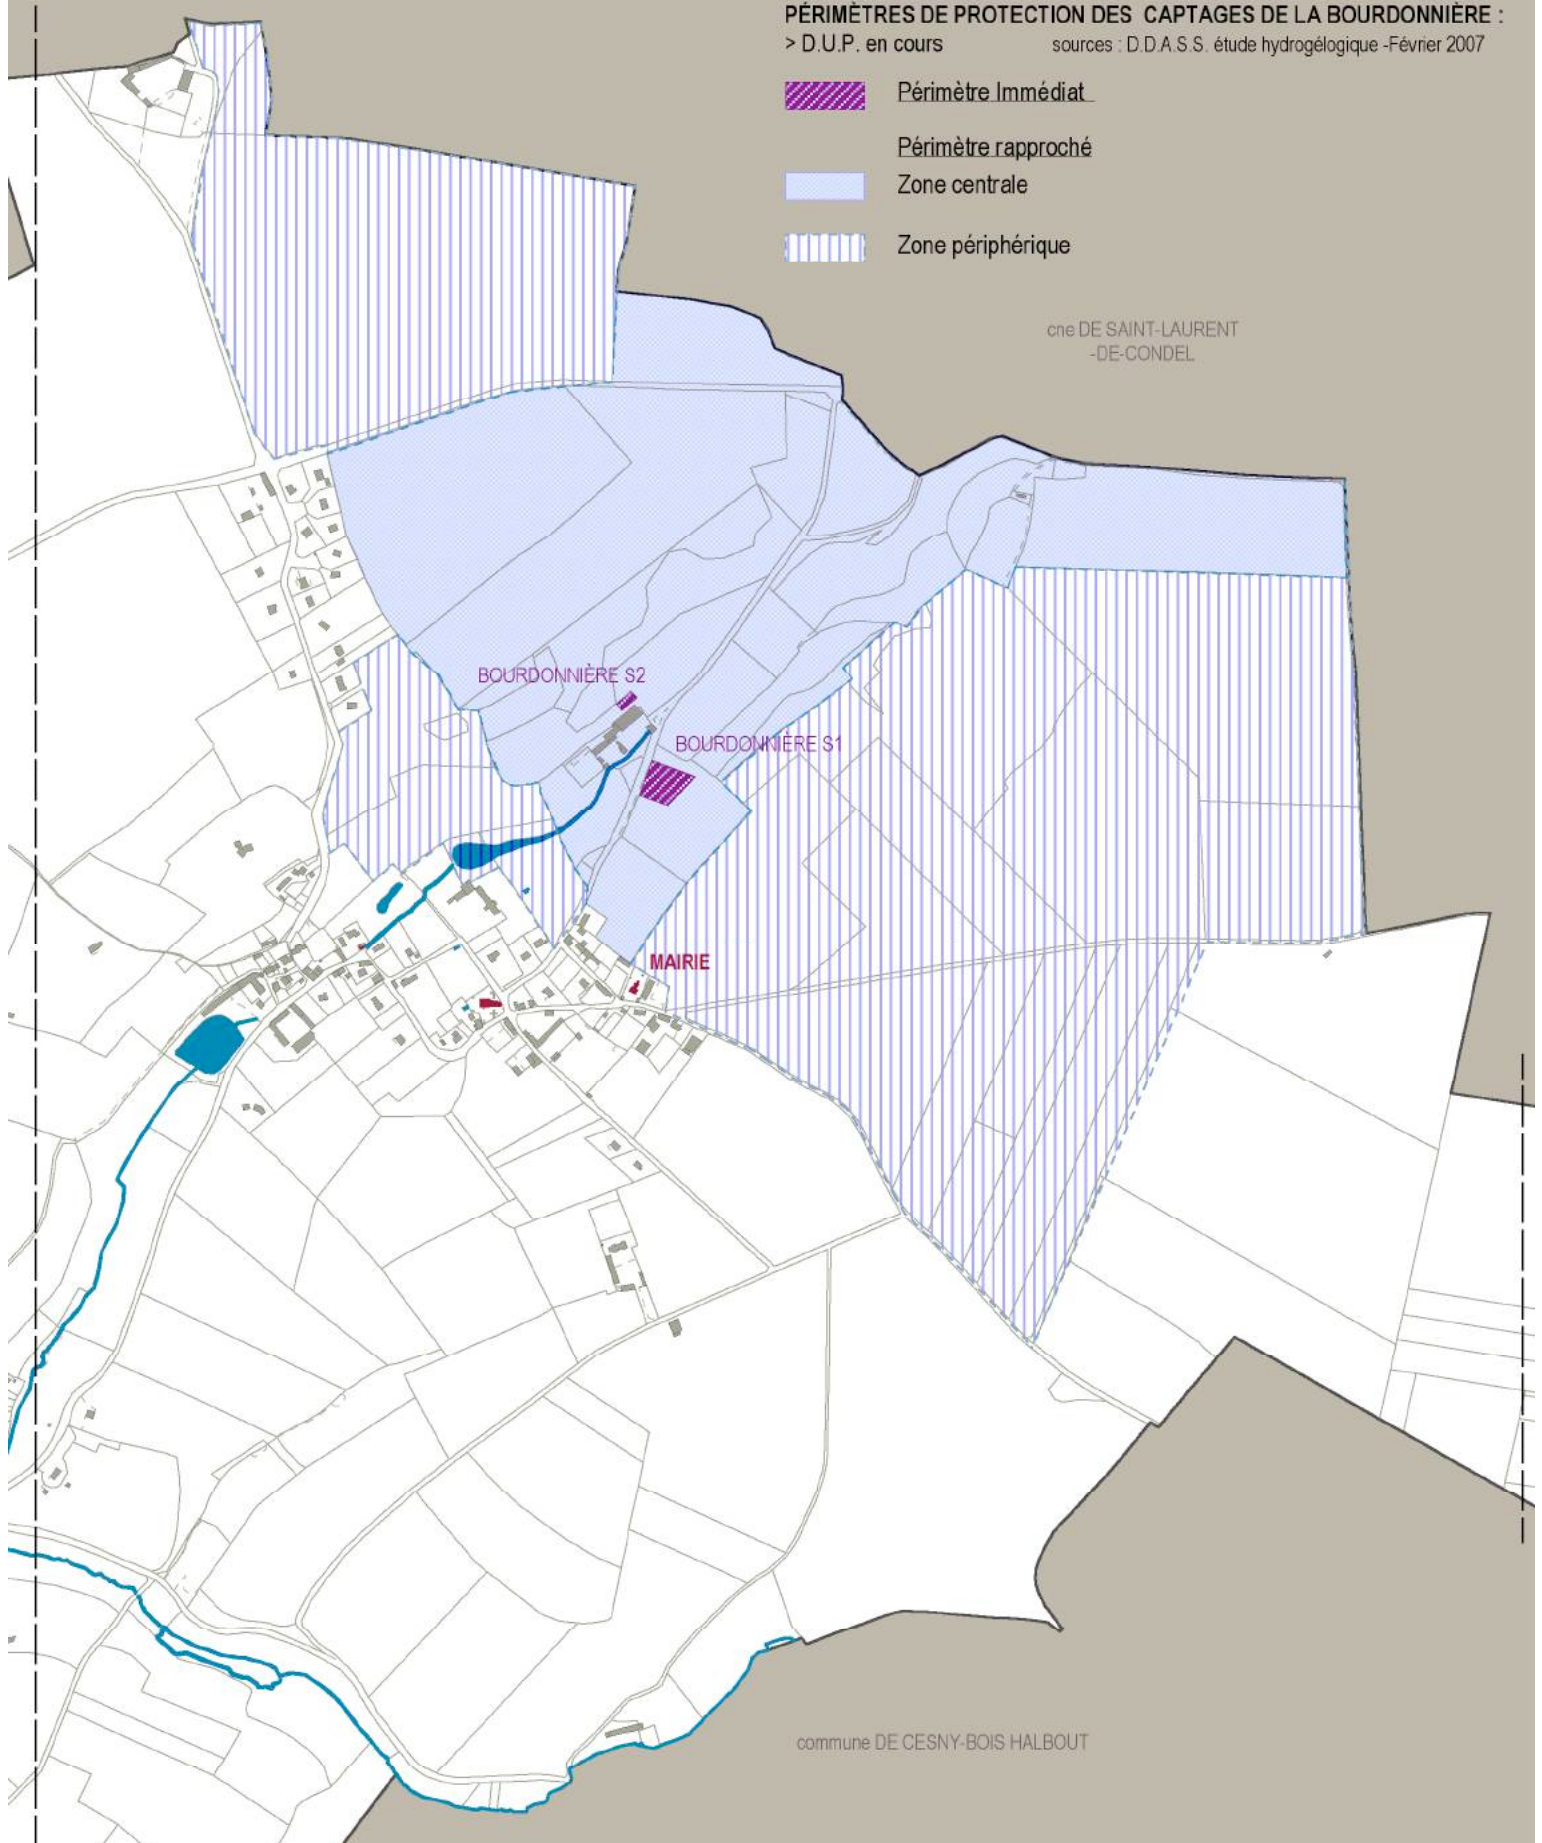 PÉRIMÈTRES DE PROTECTION DES CAPTAGES DE LA BOURDONNIÈRE :
> D.U.P. en cours sources : D.D.A.S.S. étude hydrogélogique -Février 2007
Périmètre Immédiat
Périmètre rapproché
Zone centrale
Zone périphérique
cne DE SAINT-LAURENT
-DE-CONDEL
BOURDONNIÈRE S2
BOURDONNIÈRE S1
MAIRIE
commune DE CESNY-BOIS HALBOUT